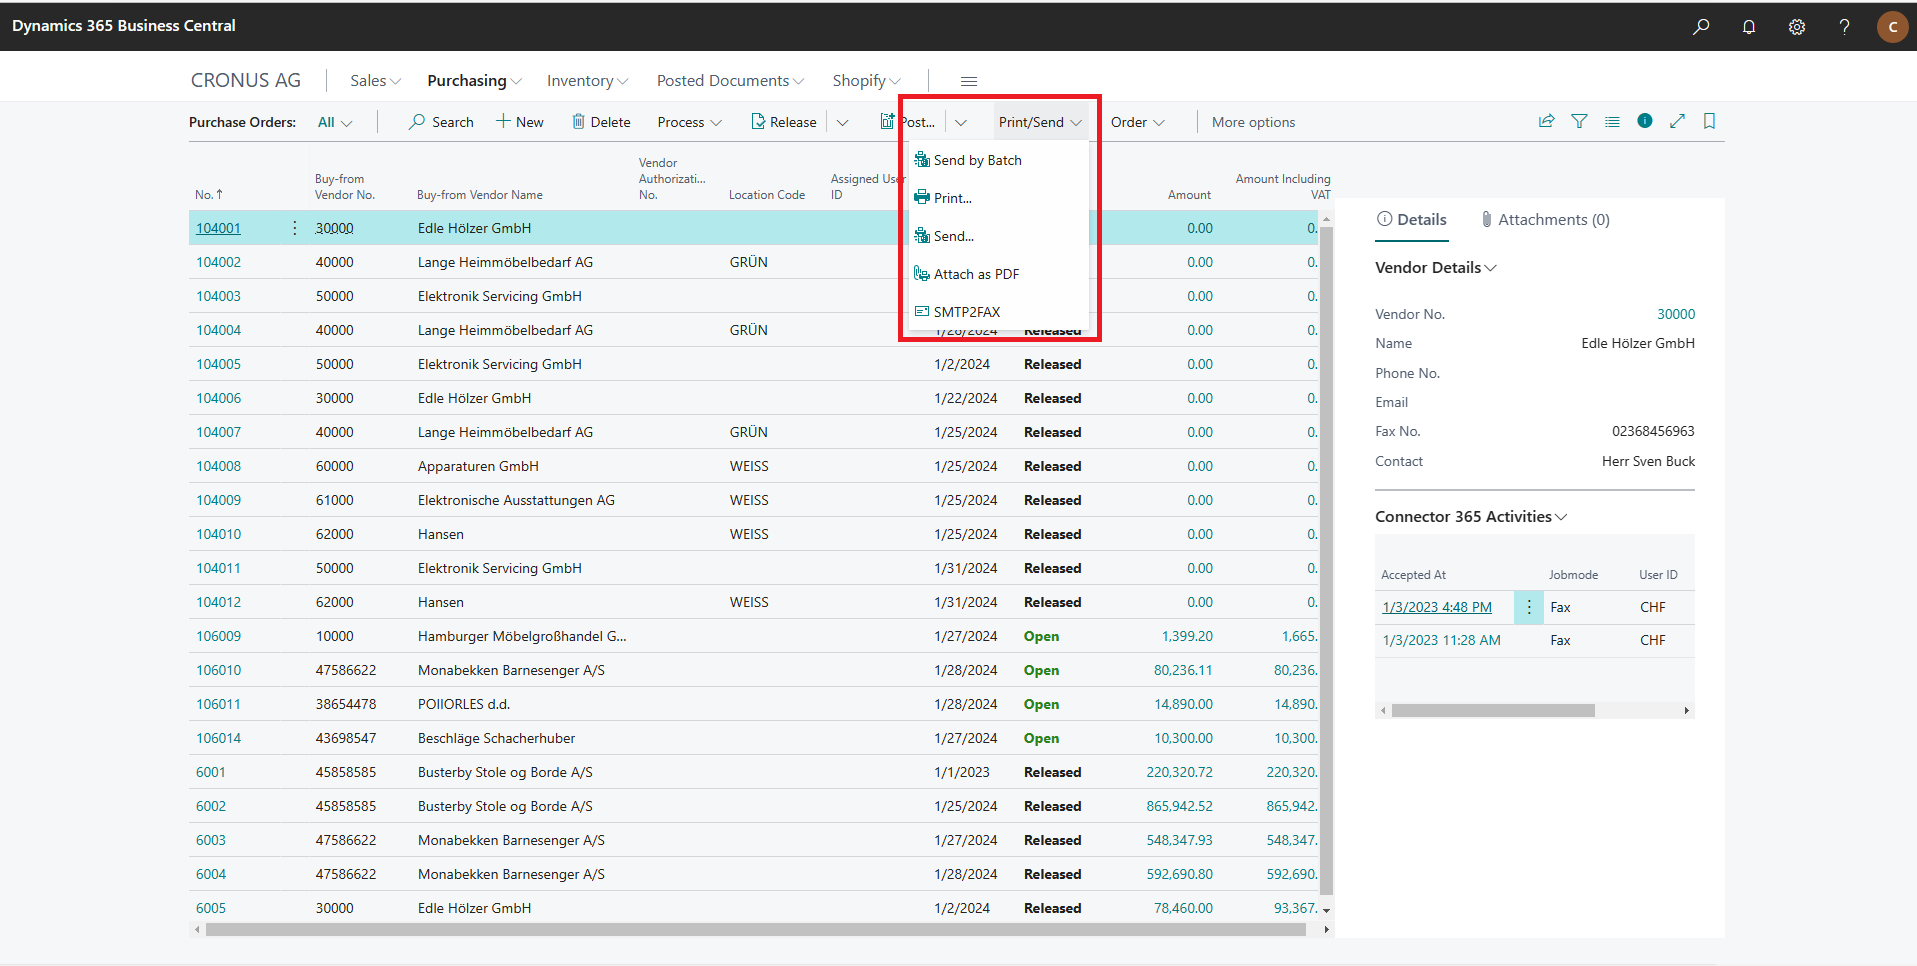 Dynamics 365 Business Central
C
CRONUS AG
Sales
Purchasing
Inventory
Posted Documents
Shopify
Purchase Orders:
All
Search
New
Delete
Process
Release
Post...
Print/Send
Order
More options
Send by Batch
Print...
Send...
Attach as PDF
SMTP2FAX
No. ↑
Buy-from
Vendor No.
Buy-from Vendor Name
Vendor
Authorizati...
No.
Location Code
Assigned User
ID
Amount
Amount Including
VAT
104001 30000 Edle Hölzer GmbH 0.00 0.
104002 40000 Lange Heimmöbelbedarf AG GRÜN 0.00 0.
104003 50000 Elektronik Servicing GmbH 0.00 0.
104004 40000 Lange Heimmöbelbedarf AG GRÜN 1/26/2024 Released 0.00 0.
104005 50000 Elektronik Servicing GmbH 1/2/2024 Released 0.00 0.
104006 30000 Edle Hölzer GmbH 1/22/2024 Released 0.00 0.
104007 40000 Lange Heimmöbelbedarf AG GRÜN 1/25/2024 Released 0.00 0.
104008 60000 Apparaturen GmbH WEISS 1/25/2024 Released 0.00 0.
104009 61000 Elektronische Ausstattungen AG WEISS 1/25/2024 Released 0.00 0.
104010 62000 Hansen WEISS 1/25/2024 Released 0.00 0.
104011 50000 Elektronik Servicing GmbH 1/31/2024 Released 0.00 0.
104012 62000 Hansen WEISS 1/31/2024 Released 0.00 0.
106009 10000 Hamburger Möbelgroßhandel G... 1/27/2024 Open 1,399.20 1,665.
106010 47586622 Monabekken Barnesenger A/S 1/28/2024 Open 80,236.11 80,236.
106011 38654478 POIIORLES d.d. 1/28/2024 Open 14,890.00 14,890.
106014 43698547 Beschläge Schacherhuber 1/27/2024 Open 10,300.00 10,300.
6001 45858585 Busterby Stole og Borde A/S 1/1/2023 Released 220,320.72 220,320.
6002 45858585 Busterby Stole og Borde A/S 1/25/2024 Released 865,942.52 865,942.
6003 47586622 Monabekken Barnesenger A/S 1/27/2024 Released 548,347.93 548,347.
6004 47586622 Monabekken Barnesenger A/S 1/28/2024 Released 592,690.80 592,690.
6005 30000 Edle Hölzer GmbH 1/2/2024 Released 78,460.00 93,367.
Details
Attachments (0)
Vendor Details
Vendor No. 30000
Name Edle Hölzer GmbH
Phone No.
Email
Fax No. 02368456963
Contact Herr Sven Buck
Connector 365 Activities
Accepted At Jobmode User ID
1/3/2023 4:48 PM Fax CHF
1/3/2023 11:28 AM Fax CHF